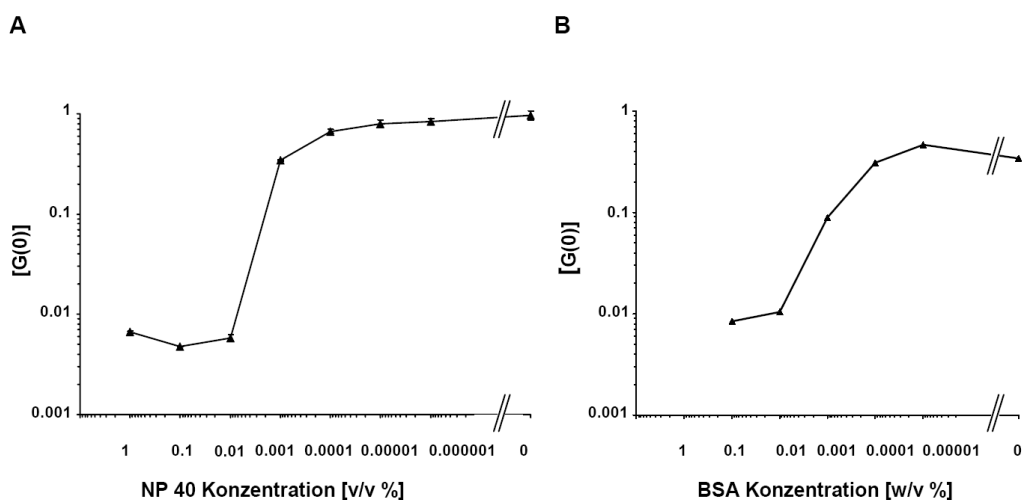 A
1
0.1
0.01
0.001
[G(0)]
1 0.1 0.01 0.001 0.0001 0.00001 0.000001 0
NP 40 Konzentration [v/v %]
B
1
0.1
0.01
0.001
[G(0)]
1 0.1 0.01 0.001 0.0001 0.00001 0
BSA Konzentration [w/v %]